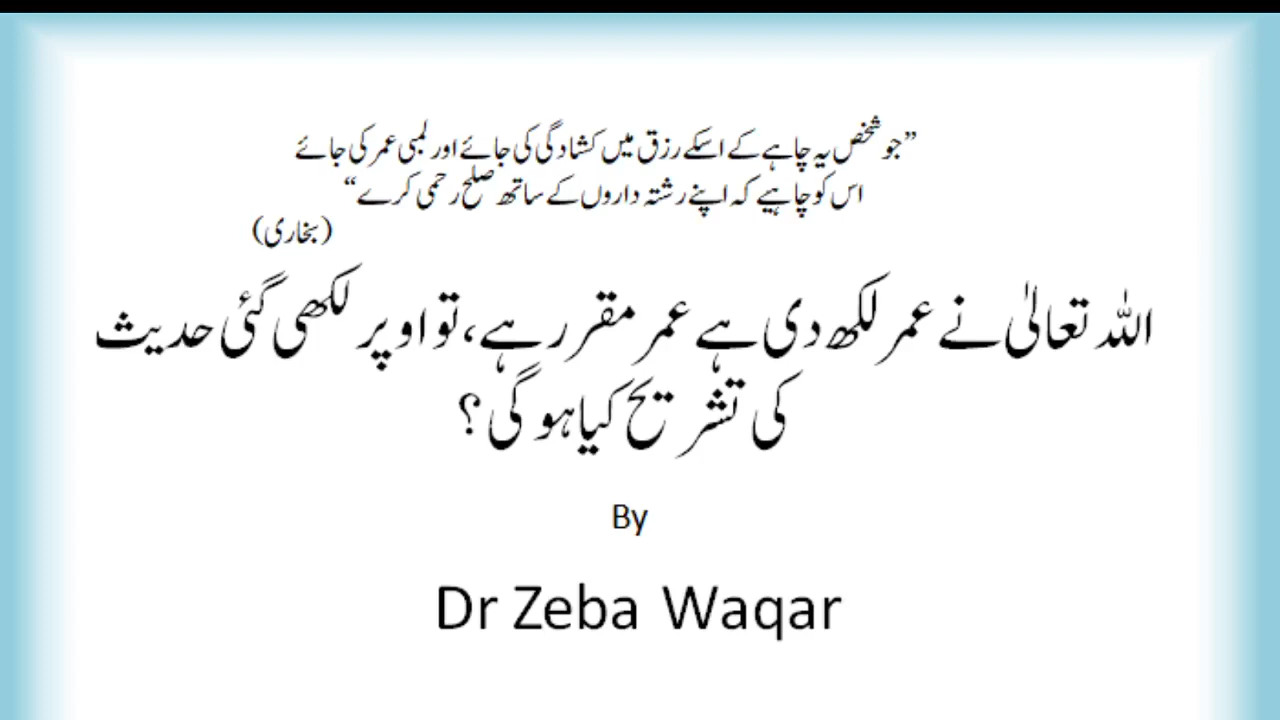 ”جو شخص یہ چاہے کے اسکے رزق میں کشادگی کی جائے اور لمبی عمر کی جائے
اس کو چاہیے کہ اپنے رشتہ داروں کے ساتھ صلح رحمی کرے“
(بخاری)
اللہ تعالیٰ نے عمر لکھ دی ہے عمر مقرر ہے، تو اوپر لکھی گئی حدیث
کی تشریح کیا ہو گی؟
By
Dr Zeba Waqar